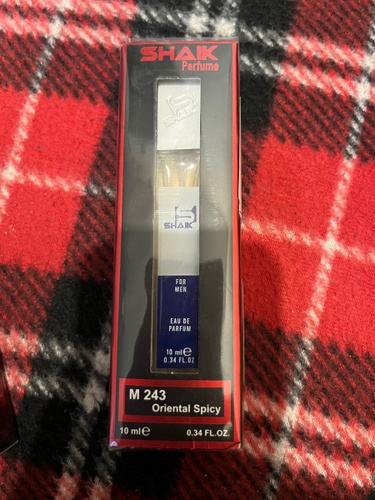 SHAIK
Perfume
SHAIK
FOR
MEN
EAU DE
PARFUM
10 ml℮
0.34 FL.OZ
M 243
Oriental Spicy
10 ml℮ 0.34 FL.OZ.